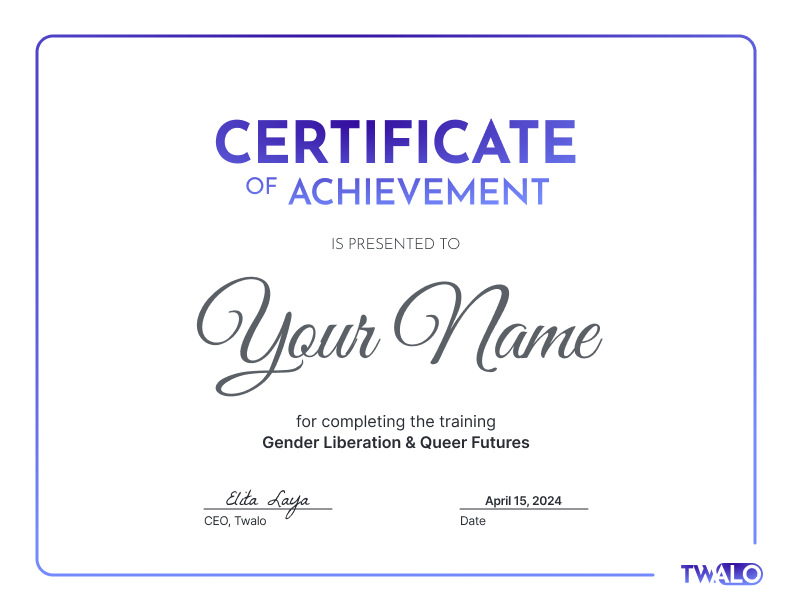 CERTIFICATE
OF ACHIEVEMENT
IS PRESENTED TO
Your Name
for completing the training
Gender Liberation & Queer Futures
Elita Laya
April 15, 2024
CEO, Twalo
Date
TWALO